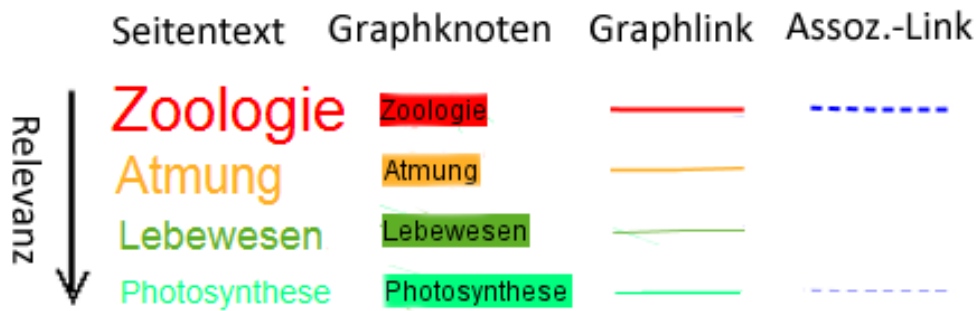 Seitentext Graphknoten Graphlink Assoz.-Link
Relevanz
Zoologie Zoologie
Atmung Atmung
Lebewesen Lebewesen
Photosynthese Photosynthese